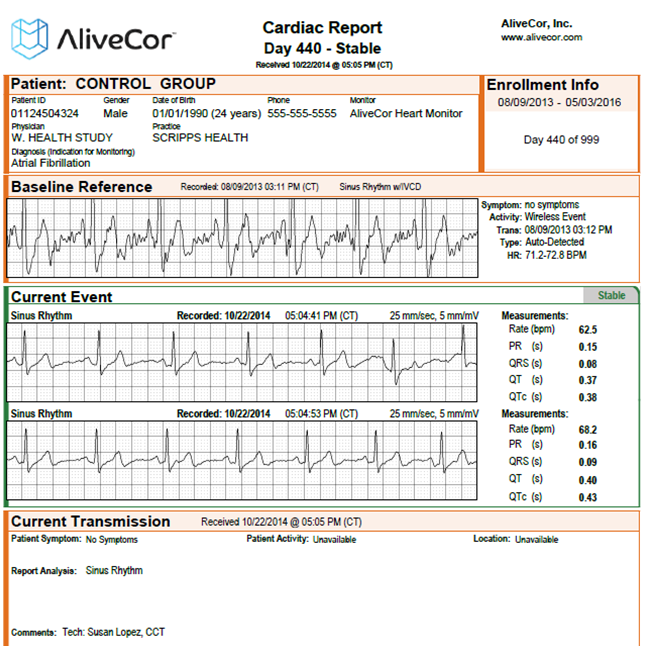 AliveCor
Cardiac Report
Day 440 - Stable
Received 10/22/2014 @ 05:05 PM (CT)
AliveCor, Inc.
www.alivecor.com
Patient: CONTROL GROUP
Patient ID Gender Date of Birth Phone Monitor
01124504324 Male 01/01/1990 (24 years) 555-555-5555 AliveCor Heart Monitor
Physician Practice
W. HEALTH STUDY SCRIPPS HEALTH
Diagnosis (Indication for Monitoring)
Atrial Fibrillation
Enrollment Info
08/09/2013 - 05/03/2016
Day 440 of 999
Baseline Reference Recorded: 08/09/2013 03:11 PM (CT) Sinus Rhythm w/IVCD
Symptom: no symptoms
Activity: Wireless Event
Trans: 08/09/2013 03:12 PM
Type: Auto-Detected
HR: 71.2-72.8 BPM
Current Event Stable
Sinus Rhythm Recorded: 10/22/2014 05:04:41 PM (CT) 25 mm/sec, 5 mm/mV
Measurements:
Rate (bpm) 62.5
PR (s) 0.15
QRS (s) 0.08
QT (s) 0.37
QTc (s) 0.38
Sinus Rhythm Recorded: 10/22/2014 05:04:53 PM (CT) 25 mm/sec, 5 mm/mV
Measurements:
Rate (bpm) 68.2
PR (s) 0.16
QRS (s) 0.09
QT (s) 0.40
QTc (s) 0.43
Current Transmission Received 10/22/2014 @ 05:05 PM (CT)
Patient Symptom: No Symptoms Patient Activity: Unavailable Location: Unavailable
Report Analysis: Sinus Rhythm
Comments: Tech: Susan Lopez, CCT